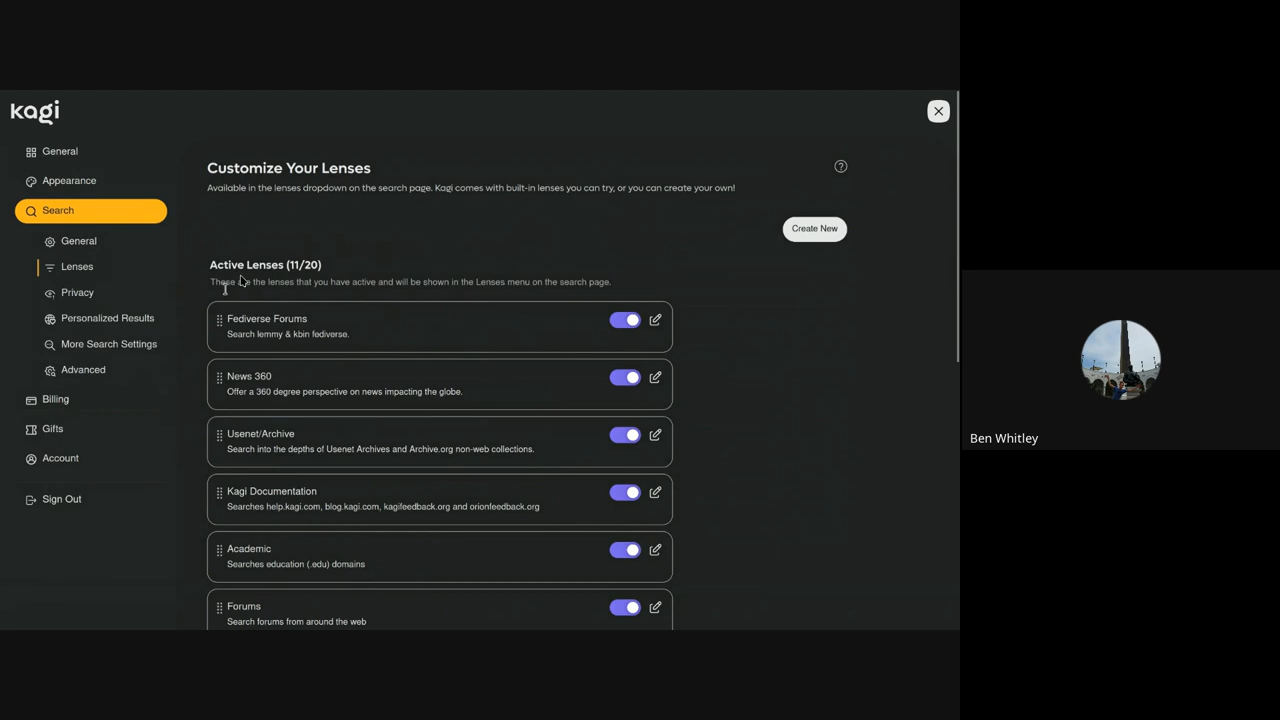 kagi
General
Appearance
Search
General
Lenses
Privacy
Personalized Results
More Search Settings
Advanced
Billing
Gifts
Account
Sign Out
Customize Your Lenses
Available in the lenses dropdown on the search page. Kagi comes with built-in lenses you can try, or you can create your own!
Create New
Active Lenses (11/20)
These are the lenses that you have active and will be shown in the Lenses menu on the search page.
Fediverse Forums
Search lemmy & kbin fediverse.
News 360
Offer a 360 degree perspective on news impacting the globe.
Usenet/Archive
Search into the depths of Usenet Archives and Archive.org non-web collections.
Kagi Documentation
Searches help.kagi.com, blog.kagi.com, kagifeedback.org and orionfeedback.org
Academic
Searches education (.edu) domains
Forums
Search forums from around the web
Ben Whitley